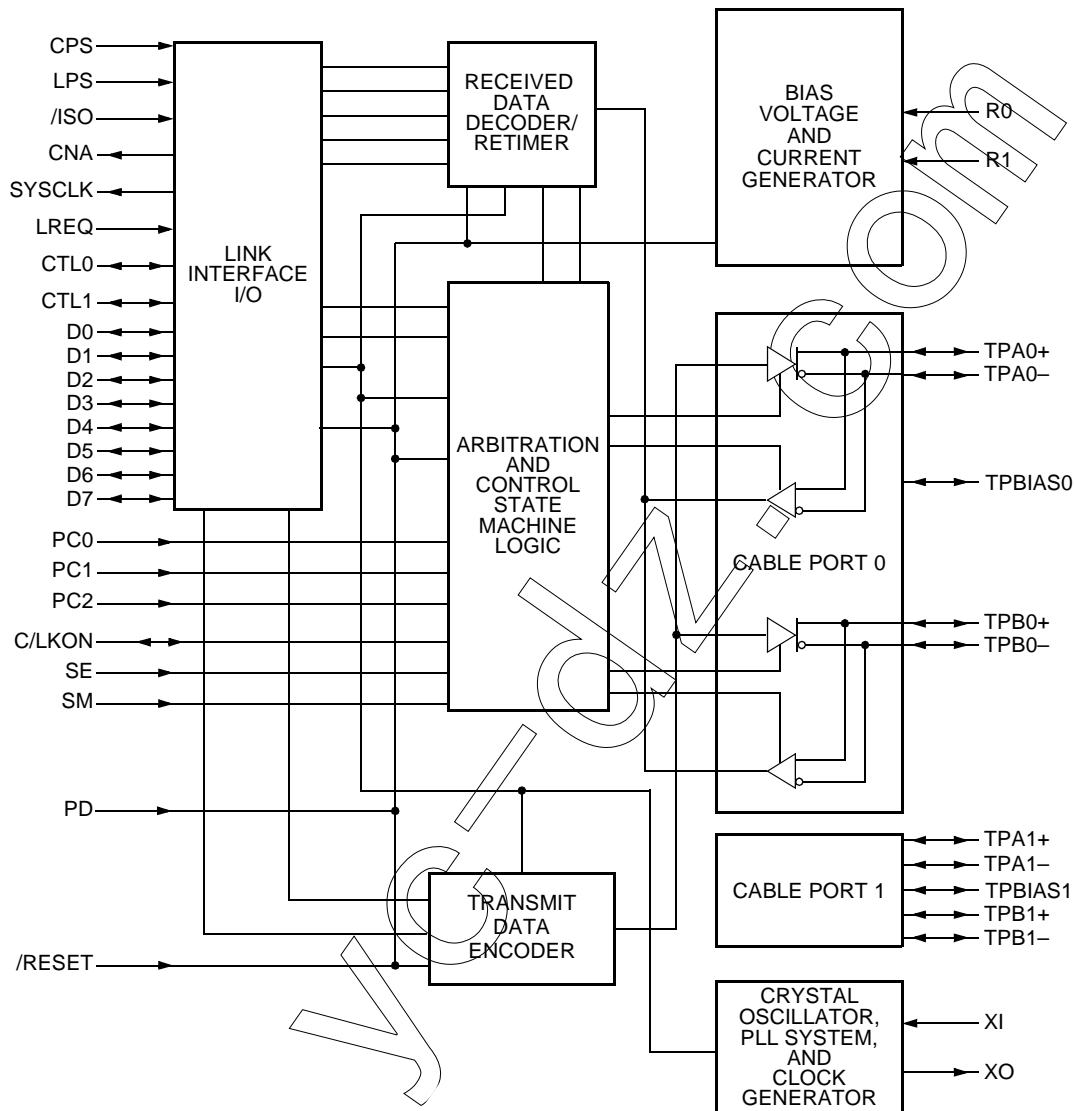 CPS
LPS
/ISO
CNA
SYSCLK
LREQ
CTL0
CTL1
D0
D1
D2
D3
D4
D5
D6
D7
PC0
PC1
PC2
C/LKON
SE
SM
PD
/RESET
LINK
INTERFACE
I/O
RECEIVED
DATA
DECODER/
RETIMER
ARBITRATION
AND
CONTROL
STATE
MACHINE
LOGIC
TRANSMIT
DATA
ENCODER
BIAS
VOLTAGE
AND
CURRENT
GENERATOR
R0
R1
CABLE PORT 0
TPA0+
TPA0–
TPBIAS0
TPB0+
TPB0–
CABLE PORT 1
TPA1+
TPA1–
TPBIAS1
TPB1+
TPB1–
CRYSTAL
OSCILLATOR,
PLL SYSTEM,
AND
CLOCK
GENERATOR
XI
XO
yc-dz.com